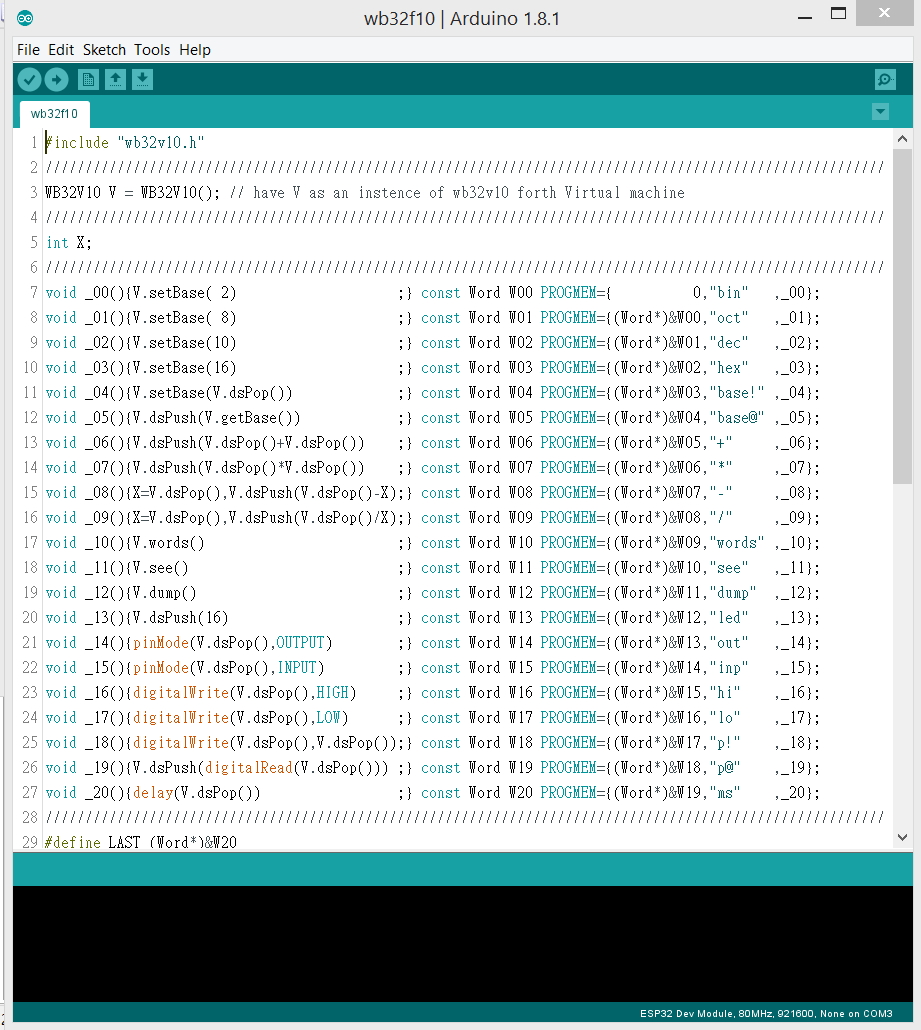 wb32f10 | Arduino 1.8.1
File Edit Sketch Tools Help
wb32f10
1 #include "wb32v10.h"
2 /////////////////////////////////////////////////////////////////////////////////////////////////////////
3 WB32V10 V = WB32V10(); // have V as an instence of wb32v10 forth Virtual machine
4 /////////////////////////////////////////////////////////////////////////////////////////////////////////
5 int X;
6 /////////////////////////////////////////////////////////////////////////////////////////////////////////
7 void _00(){V.setBase( 2)                    ;} const Word W00 PROGMEM={          0,"bin"  ,_00};
8 void _01(){V.setBase( 8)                    ;} const Word W01 PROGMEM={(Word*)&W00,"oct"  ,_01};
9 void _02(){V.setBase(10)                    ;} const Word W02 PROGMEM={(Word*)&W01,"dec"  ,_02};
10 void _03(){V.setBase(16)                    ;} const Word W03 PROGMEM={(Word*)&W02,"hex"  ,_03};
11 void _04(){V.setBase(V.dsPop())             ;} const Word W04 PROGMEM={(Word*)&W03,"base!" ,_04};
12 void _05(){V.dsPush(V.getBase())            ;} const Word W05 PROGMEM={(Word*)&W04,"base@" ,_05};
13 void _06(){V.dsPush(V.dsPop()+V.dsPop())    ;} const Word W06 PROGMEM={(Word*)&W05,"+"     ,_06};
14 void _07(){V.dsPush(V.dsPop()*V.dsPop())    ;} const Word W07 PROGMEM={(Word*)&W06,"*"     ,_07};
15 void _08(){X=V.dsPop(),V.dsPush(V.dsPop()-X);} const Word W08 PROGMEM={(Word*)&W07,"-"     ,_08};
16 void _09(){X=V.dsPop(),V.dsPush(V.dsPop()/X);} const Word W09 PROGMEM={(Word*)&W08,"/"     ,_09};
17 void _10(){V.words()                        ;} const Word W10 PROGMEM={(Word*)&W09,"words" ,_10};
18 void _11(){V.see()                          ;} const Word W11 PROGMEM={(Word*)&W10,"see"   ,_11};
19 void _12(){V.dump()                         ;} const Word W12 PROGMEM={(Word*)&W11,"dump"  ,_12};
20 void _13(){V.dsPush(16)                     ;} const Word W13 PROGMEM={(Word*)&W12,"led"   ,_13};
21 void _14(){pinMode(V.dsPop(),OUTPUT)        ;} const Word W14 PROGMEM={(Word*)&W13,"out"   ,_14};
22 void _15(){pinMode(V.dsPop(),INPUT)         ;} const Word W15 PROGMEM={(Word*)&W14,"inp"   ,_15};
23 void _16(){digitalWrite(V.dsPop(),HIGH)     ;} const Word W16 PROGMEM={(Word*)&W15,"hi"    ,_16};
24 void _17(){digitalWrite(V.dsPop(),LOW)      ;} const Word W17 PROGMEM={(Word*)&W16,"lo"    ,_17};
25 void _18(){digitalWrite(V.dsPop(),V.dsPop());} const Word W18 PROGMEM={(Word*)&W17,"p!"    ,_18};
26 void _19(){V.dsPush(digitalRead(V.dsPop())) ;} const Word W19 PROGMEM={(Word*)&W18,"p@"    ,_19};
27 void _20(){delay(V.dsPop())                 ;} const Word W20 PROGMEM={(Word*)&W19,"ms"    ,_20};
28 /////////////////////////////////////////////////////////////////////////////////////////////////////////
29 #define LAST (Word*)&W20
ESP32 Dev Module, 80MHz, 921600, None on COM3